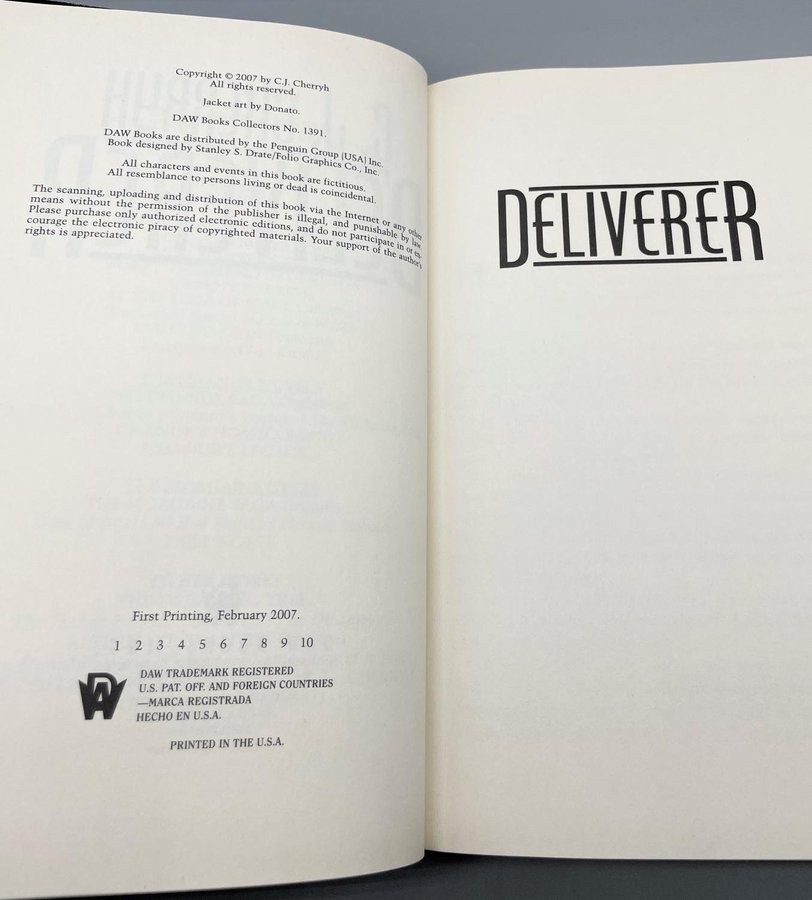 Copyright © 2007 by C.J. Cherryh
All rights reserved.
Jacket art by Donato.
DAW Books Collectors No. 1391.
DAW Books are distributed by the Penguin Group (USA) Inc.
Book designed by Stanley S. Drate/Folio Graphics Co., Inc.
All characters and events in this book are fictitious.
All resemblance to persons living or dead is coincidental.
The scanning, uploading and distribution of this book via the Internet or any other
means without the permission of the publisher is illegal, and punishable by law.
Please purchase only authorized electronic editions, and do not participate in or en-
courage the electronic piracy of copyrighted materials. Your support of the author's
rights is appreciated.
First Printing, February 2007.
1 2 3 4 5 6 7 8 9 10
DAW
DAW TRADEMARK REGISTERED
U.S. PAT. OFF. AND FOREIGN COUNTRIES
—MARCA REGISTRADA
HECHO EN U.S.A.
PRINTED IN THE U.S.A.
DELIVERER